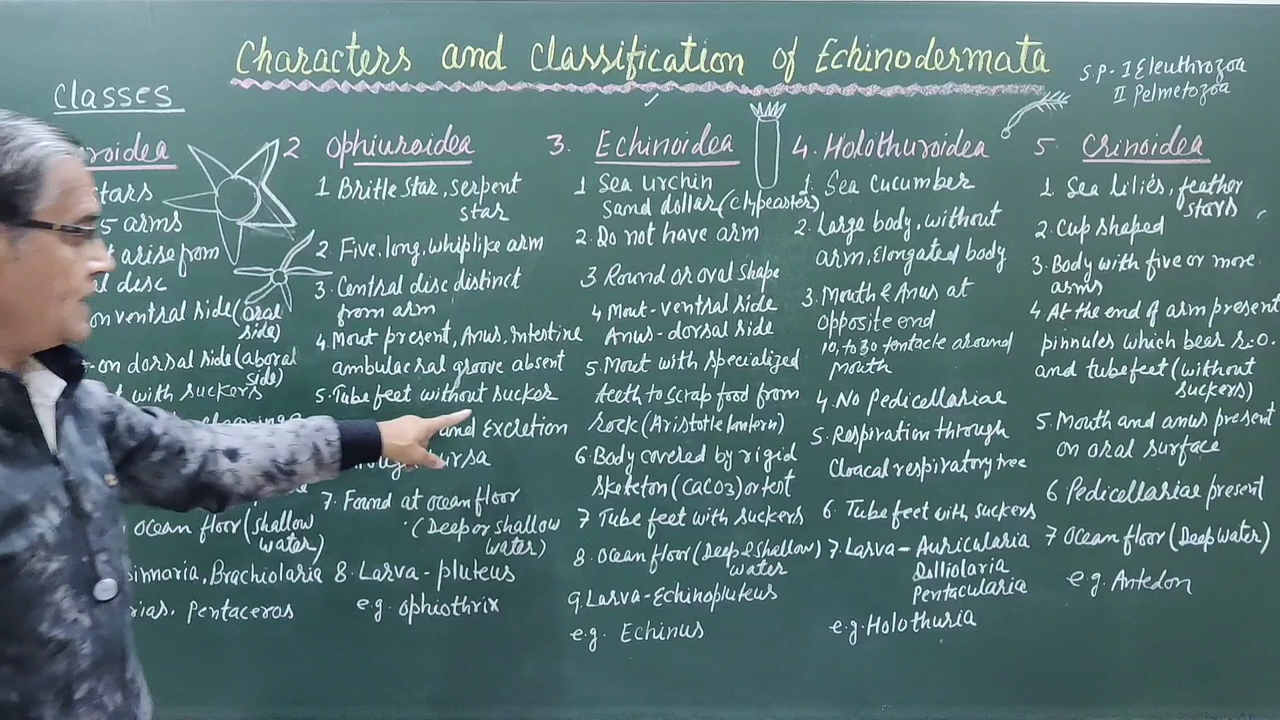 Characters and Classification of Echinodermata
S.P.- I Eleuthrozoa
II Pelmetozoa
Classes
roidea
stars
5 arms
arise from
disc
on ventral side (oral
side)
-on dorsal side (aboral
side)
with suckers
ocean floor (shallow
water)
pinnaria, Brachiolaria
rias. Pentaceros
2 Ophiuroidea
1 Britle star, serpent
star
2. Five, long, whiplike arm
3. Central disc distinct
from arm
4. Mout present, Anus, intestine
ambulacral groove absent
5. Tube feet without sucker
and Excretion
7. Found at ocean floor
(Deep or shallow
water)
8. Larva - pluteus
e.g. Ophiothrix
3. Echinoidea
1 Sea urchin
Sand dollar (Clypeaster)
2. Do not have arm
3 Round or oval shape
4 Mout- ventral side
Anus - dorsal side
5. Mout with specialized
teeth to scrap food from
rock (Aristotle lantern)
6. Body covered by rigid
skeleton (CaCO3) or test
7 Tube feet with suckers
8. Ocean floor (Deep & shallow)
water
9. Larva - Echinopluteus
e.g. Echinus
4. Holothuroidea
1. Sea cucumber
2. Large body, without
arm, Elongated body
3. Mouth & Anus at
opposite end
10, to 30 tentacle around
mouth
4. No Pedicellariae
5. Respiration through
Cloacal respiratory tree
6. Tube feet with suckers
7. Larva - Auricularia
Dolliolaria
Pentacularia
e.g. Holothuria
5. Crinoidea
1. Sea Lilies, feather
stars
2. Cup shaped
3. Body with five or more
arms
4 At the end of arm present
pinnules which bear r.o.
and tubefeet (without
suckers)
5. Mouth and anus present
on oral surface
6 Pedicellariae present
7 Ocean floor (Deep water)
e.g. Antedon